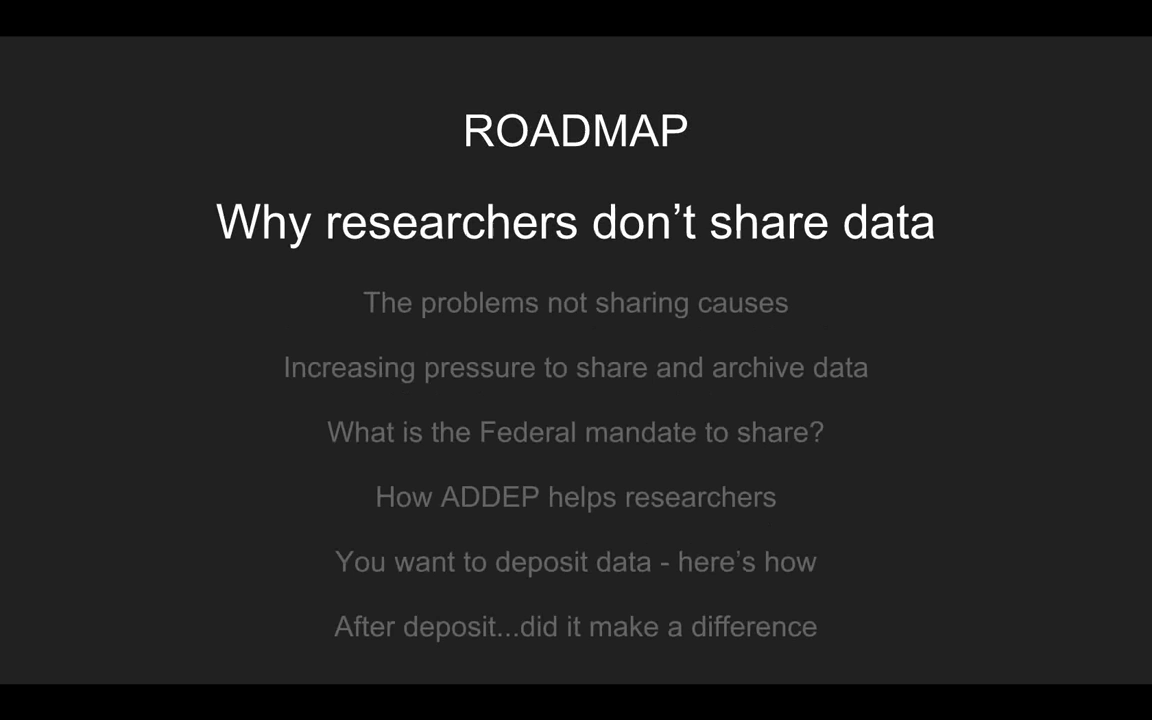 ROADMAP
Why researchers don’t share data
The problems not sharing causes
Increasing pressure to share and archive data
What is the Federal mandate to share?
How ADDEP helps researchers
You want to deposit data - here’s how
After deposit...did it make a difference